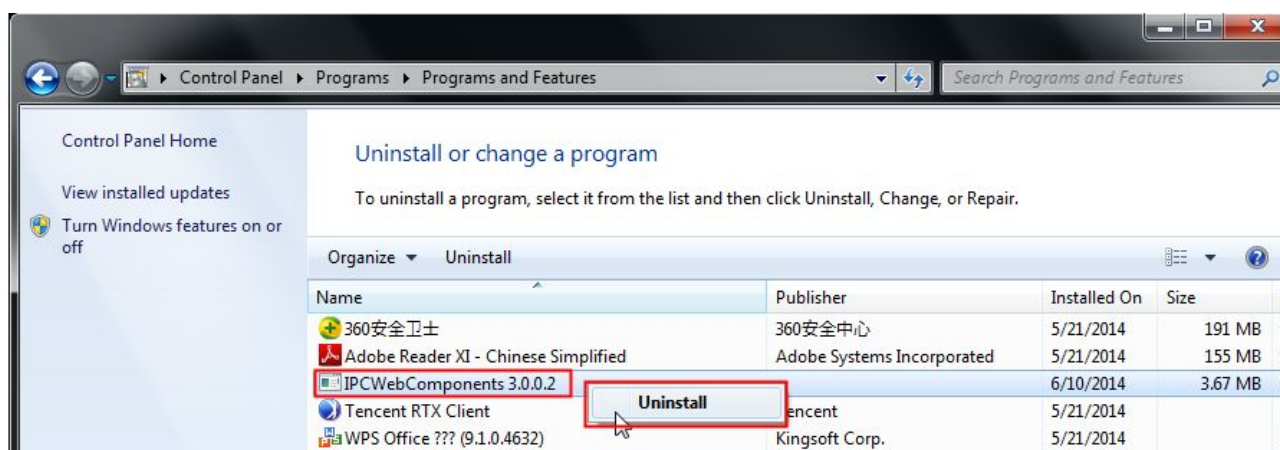 Control Panel ▸ Programs ▸ Programs and Features
Search Programs and Features
Control Panel Home
View installed updates
Turn Windows features on or
off
Uninstall or change a program
To uninstall a program, select it from the list and then click Uninstall, Change, or Repair.
Organize Uninstall
Name Publisher Installed On Size
360安全卫士 360安全中心 5/21/2014 191 MB
Adobe Reader XI - Chinese Simplified Adobe Systems Incorporated 5/21/2014 155 MB
IPCWebComponents 3.0.0.2 6/10/2014 3.67 MB
Uninstall
Tencent RTX Client encent 5/21/2014
WPS Office ??? (9.1.0.4632) Kingsoft Corp. 5/21/2014